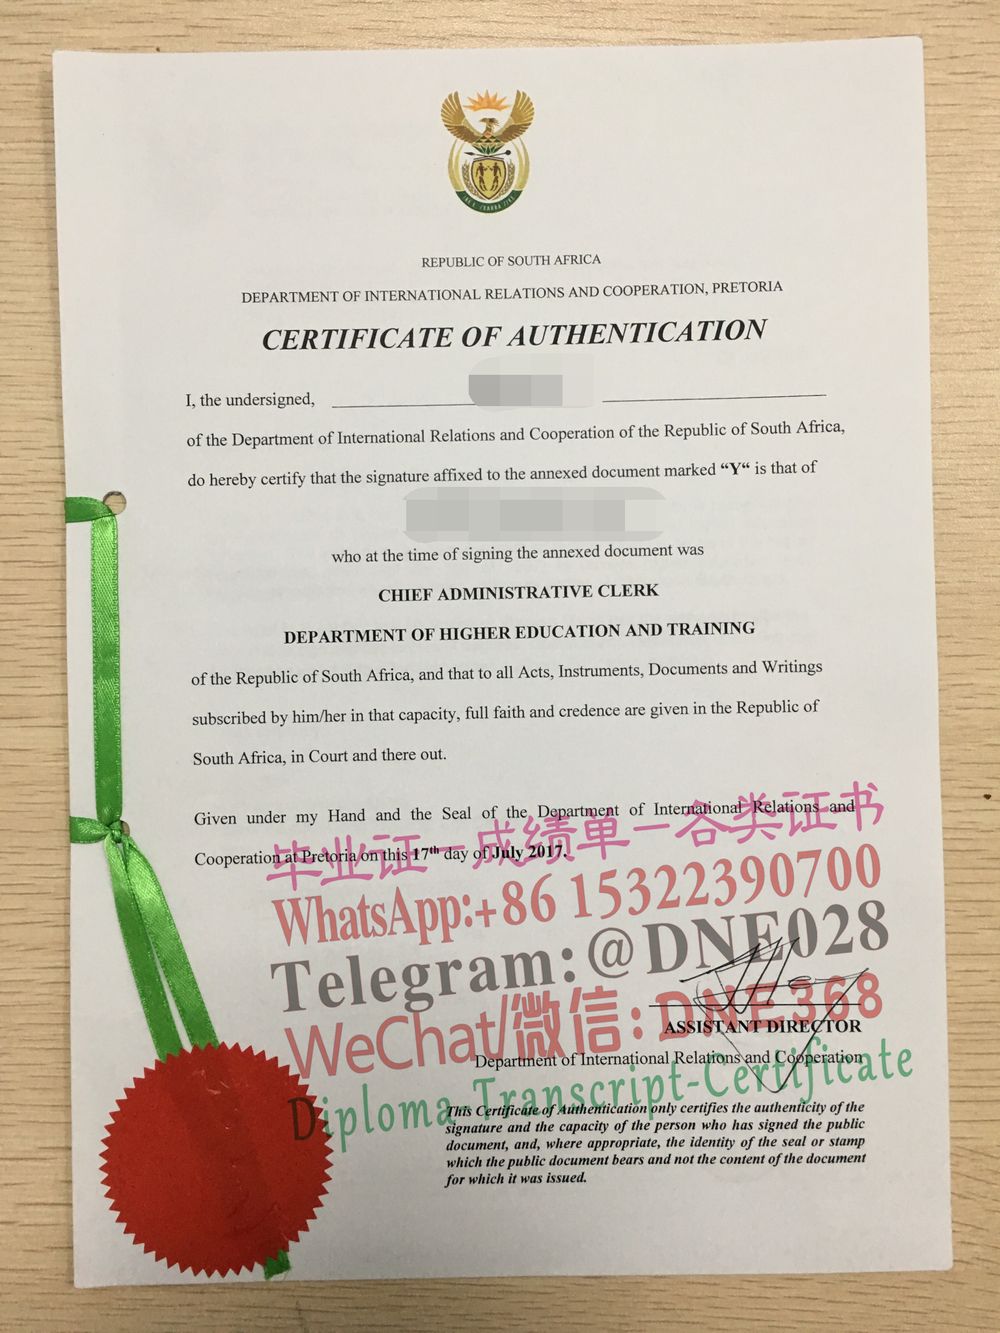 REPUBLIC OF SOUTH AFRICA
DEPARTMENT OF INTERNATIONAL RELATIONS AND COOPERATION, PRETORIA
CERTIFICATE OF AUTHENTICATION
I, the undersigned,
of the Department of International Relations and Cooperation of the Republic of South Africa,
do hereby certify that the signature affixed to the annexed document marked “Y“ is that of
who at the time of signing the annexed document was
CHIEF ADMINISTRATIVE CLERK
DEPARTMENT OF HIGHER EDUCATION AND TRAINING
of the Republic of South Africa, and that to all Acts, Instruments, Documents and Writings
subscribed by him/her in that capacity, full faith and credence are given in the Republic of
South Africa, in Court and there out.
Given under my Hand and the Seal of the Department of International Relations and
Cooperation at Pretoria on this 17th day of July 2017.
毕业证—成绩单—各类证书
WhatsApp:+86 15322390700
Telegram:@DNE028
WeChat/微信:DNE368
ASSISTANT DIRECTOR
Department of International Relations and Cooperation
Diploma-Transcript-Certificate
This Certificate of Authentication only certifies the authenticity of the
signature and the capacity of the person who has signed the public
document, and, where appropriate, the identity of the seal or stamp
which the public document bears and not the content of the document
for which it was issued.